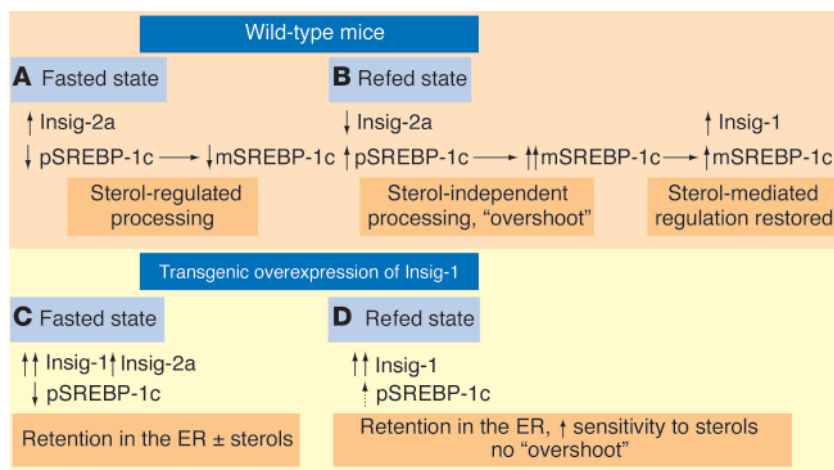 Wild-type mice
A Fasted state
B Refed state
↑ Insig-2a
↓ Insig-2a
↑ Insig-1
↓ pSREBP-1c → ↓mSREBP-1c
↑pSREBP-1c → ↑↑mSREBP-1c → ↑mSREBP-1c
Sterol-regulated
processing
Sterol-independent
processing, “overshoot”
Sterol-mediated
regulation restored
Transgenic overexpression of Insig-1
C Fasted state
↑↑ Insig-1↑Insig-2a
↓ pSREBP-1c
Retention in the ER ± sterols
D Refed state
↑↑ Insig-1
↑ pSREBP-1c
Retention in the ER, ↑ sensitivity to sterols
no “overshoot”